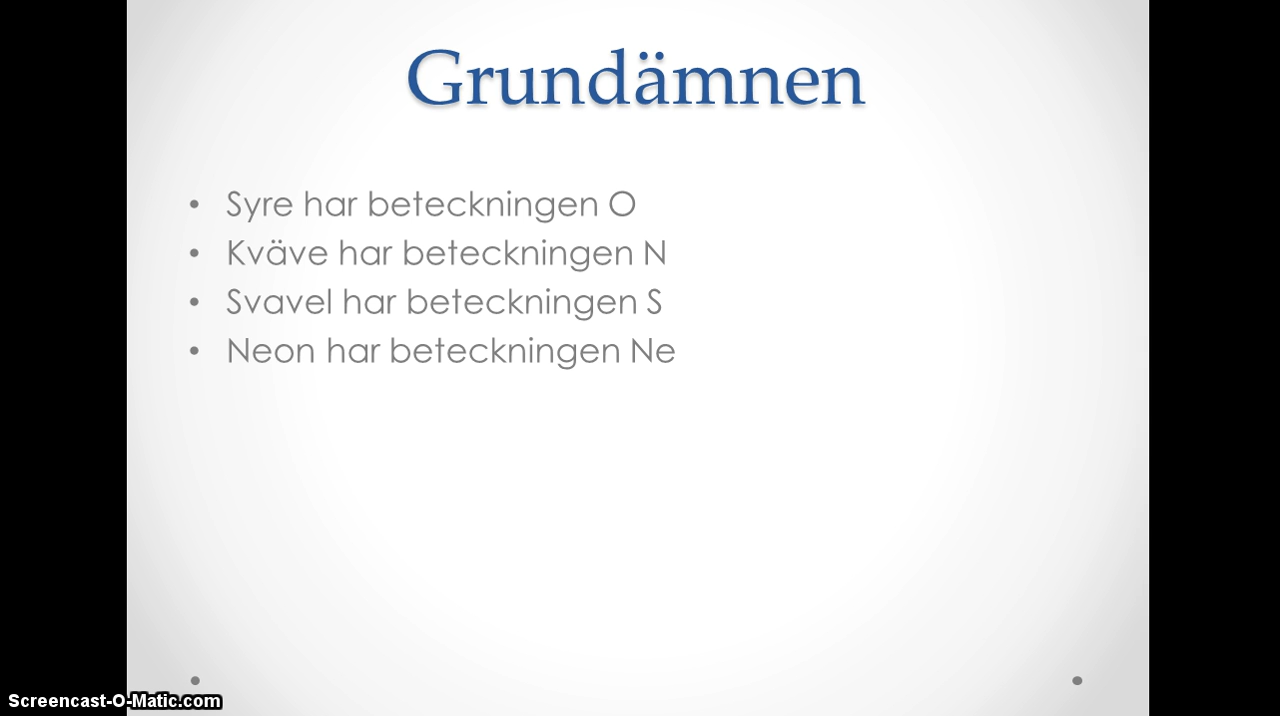 Grundämnen
• Syre har beteckningen O
• Kväve har beteckningen N
• Svavel har beteckningen S
• Neon har beteckningen Ne
Screencast-O-Matic.com